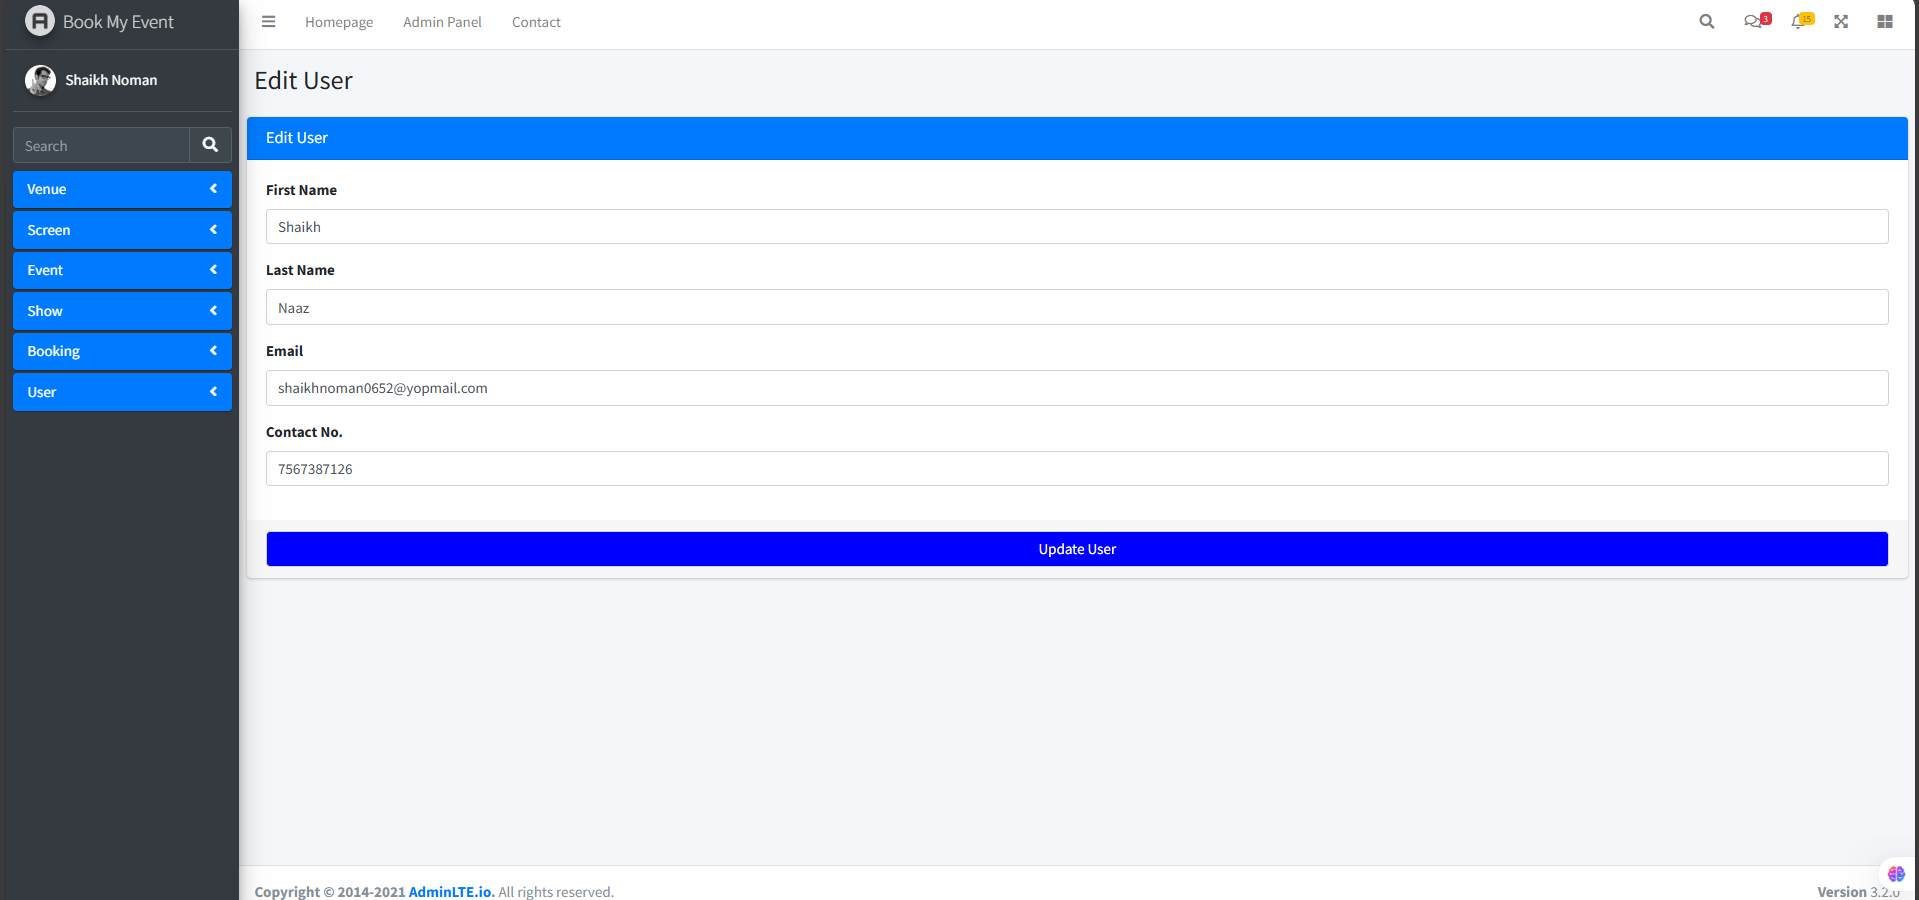 Book My Event
Homepage Admin Panel Contact
3 15
Shaikh Noman
Search
Venue
Screen
Event
Show
Booking
User
Edit User
Edit User
First Name
Shaikh
Last Name
Naaz
Email
shaikhnoman0652@yopmail.com
Contact No.
7567387126
Update User
Copyright © 2014-2021 AdminLTE.io. All rights reserved.
Version 3.2.0